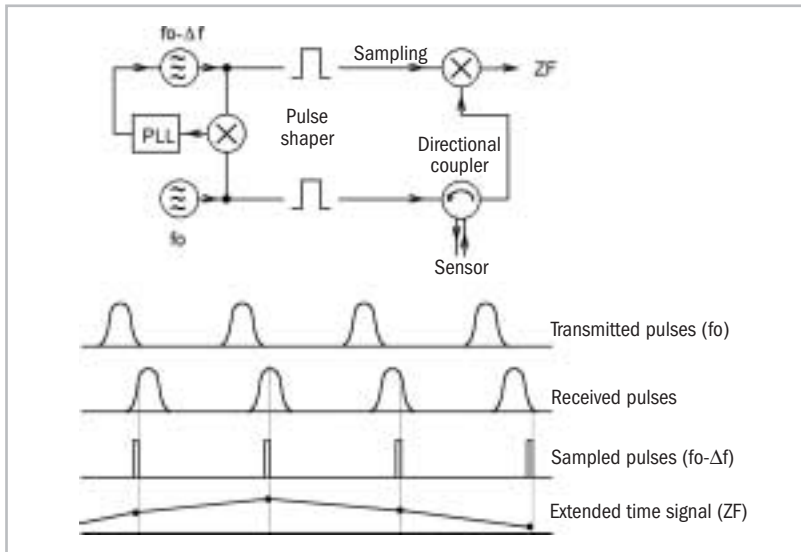 fo-Δf
Sampling
ZF
PLL
Pulse
shaper
Directional
coupler
fo
Sensor
Transmitted pulses (fo)
Received pulses
Sampled pulses (fo-Δf)
Extended time signal (ZF)